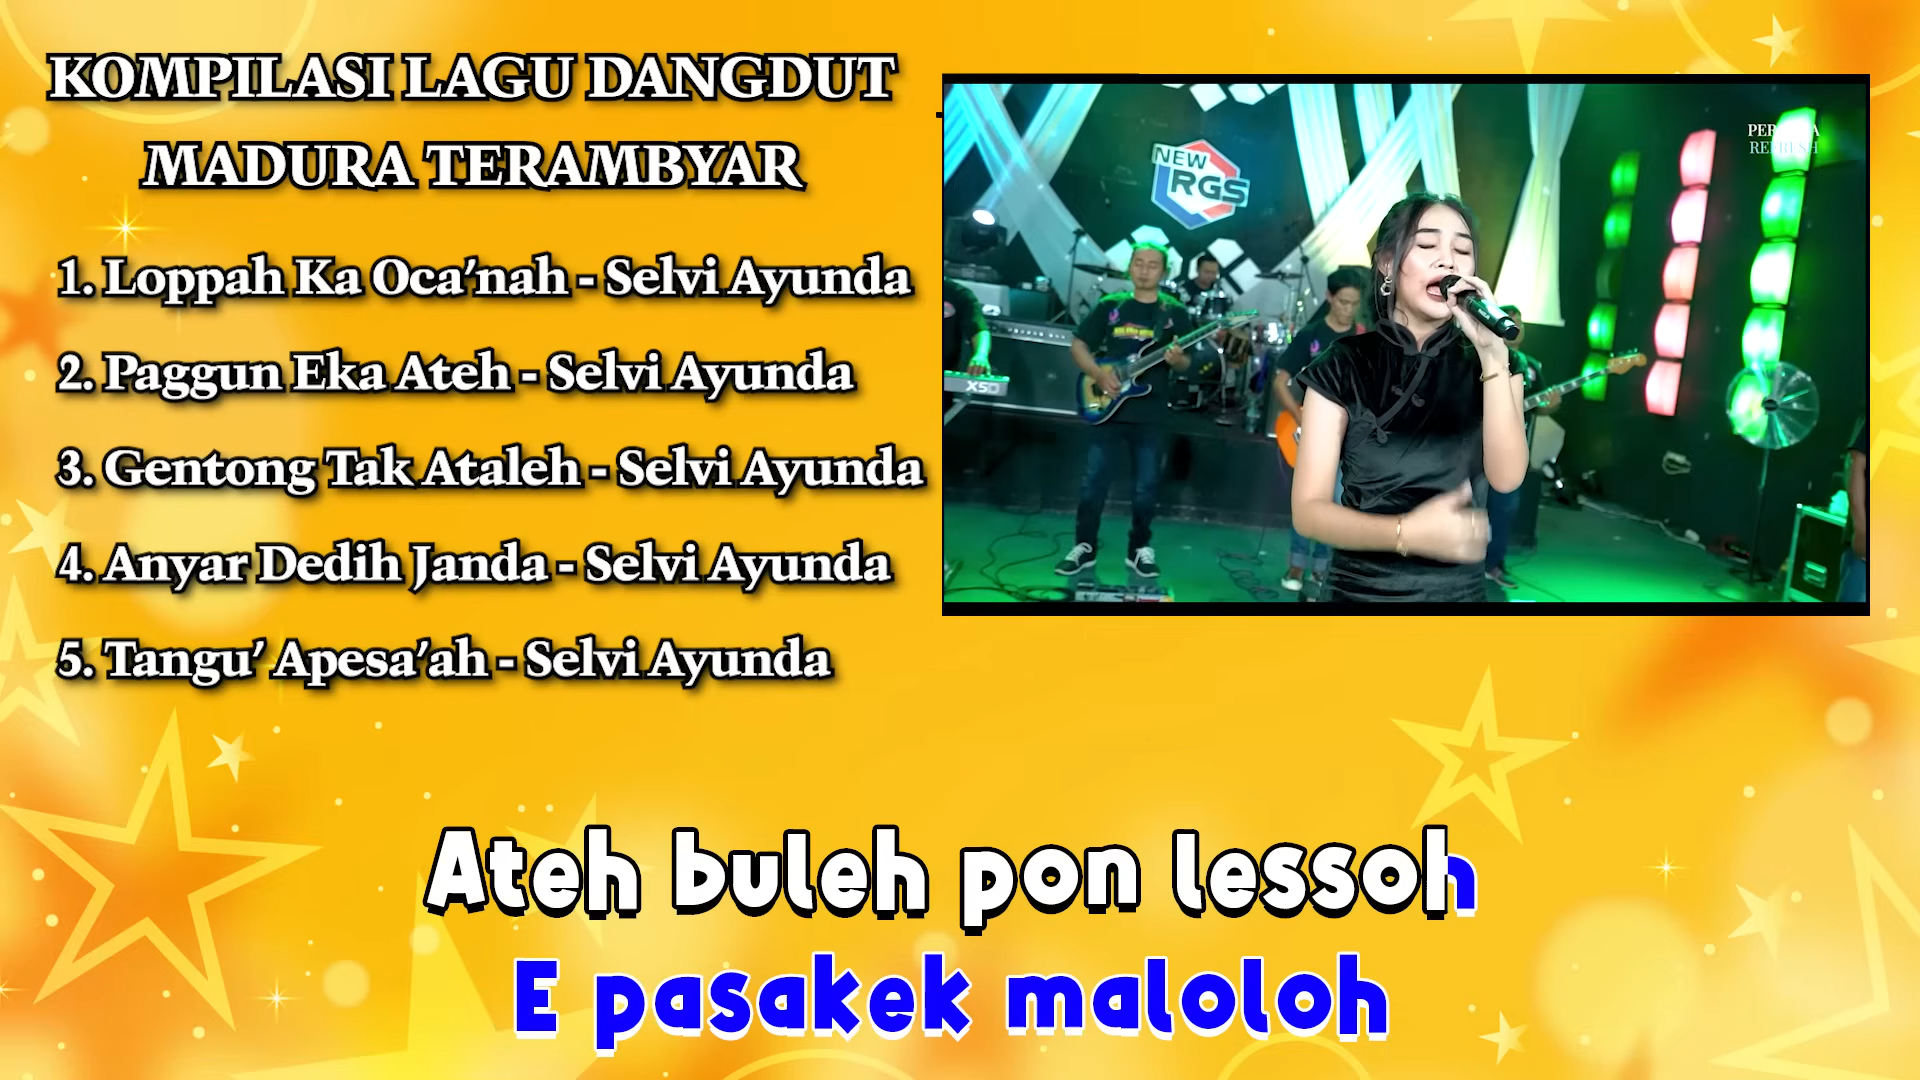 KOMPILASI LAGU DANGDUT
MADURA TERAMBYAR
1. Loppah Ka Oca'nah - Selvi Ayunda
2. Paggun Eka Ateh - Selvi Ayunda
3. Gentong Tak Ataleh - Selvi Ayunda
4. Anyar Dedih Janda - Selvi Ayunda
5. Tangu' Apesa'ah - Selvi Ayunda
NEW
RGS
X50
Ateh buleh pon lessoh
E pasakek maloloh